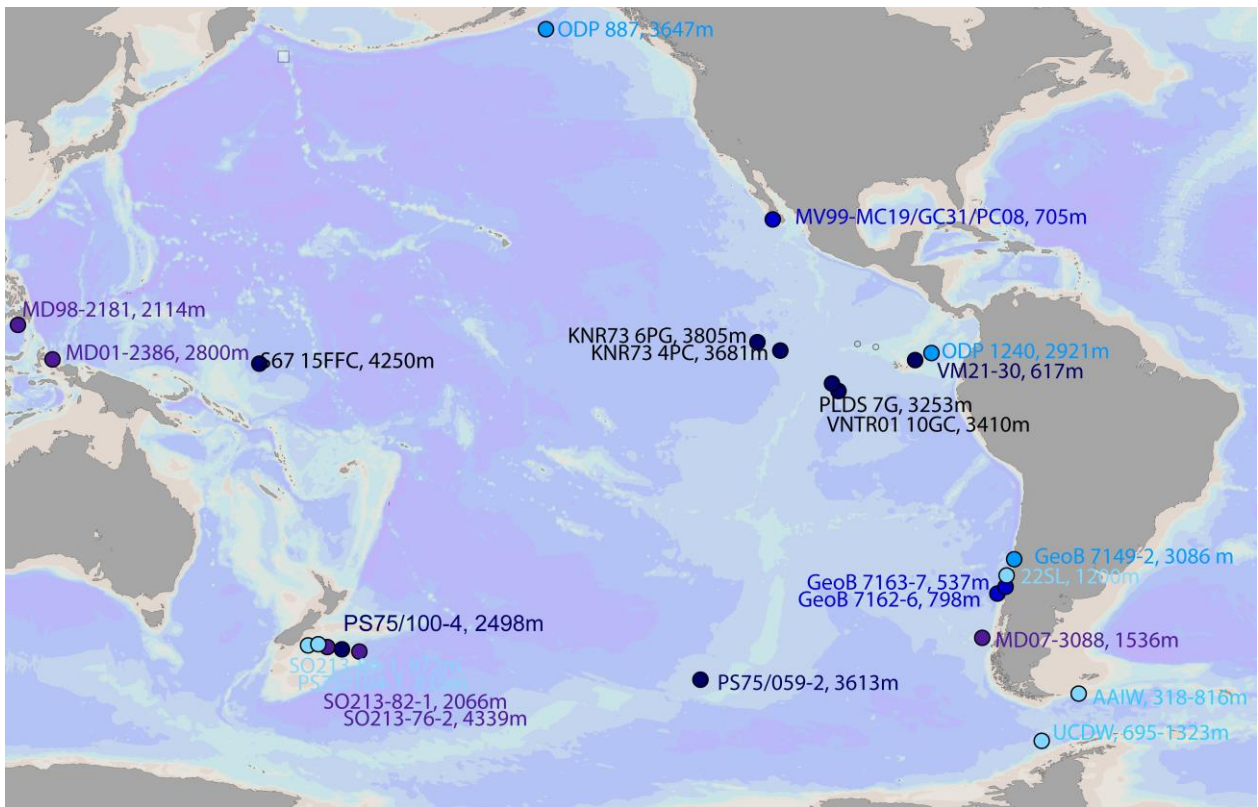 ODP 887, 3647m
MV99-MC19/GC31/PC08, 705m
MD98-2181, 2114m
MD01-2386, 2800m
S67 15FFC, 4250m
KNR73 6PG, 3805m
KNR73 4PC, 3681m
ODP 1240, 2921m
VM21-30, 617m
PLDS 7G, 3253m
VNTR01 10GC, 3410m
GeoB 7149-2, 3086 m
22SL, 1200m
GeoB 7163-7, 537m
GeoB 7162-6, 798m
PS75/100-4, 2498m
MD07-3088, 1536m
PS75/059-2, 3613m
SO213-82-1, 2066m
SO213-76-2, 4339m
AAIW, 318-816m
UCDW, 695-1323m